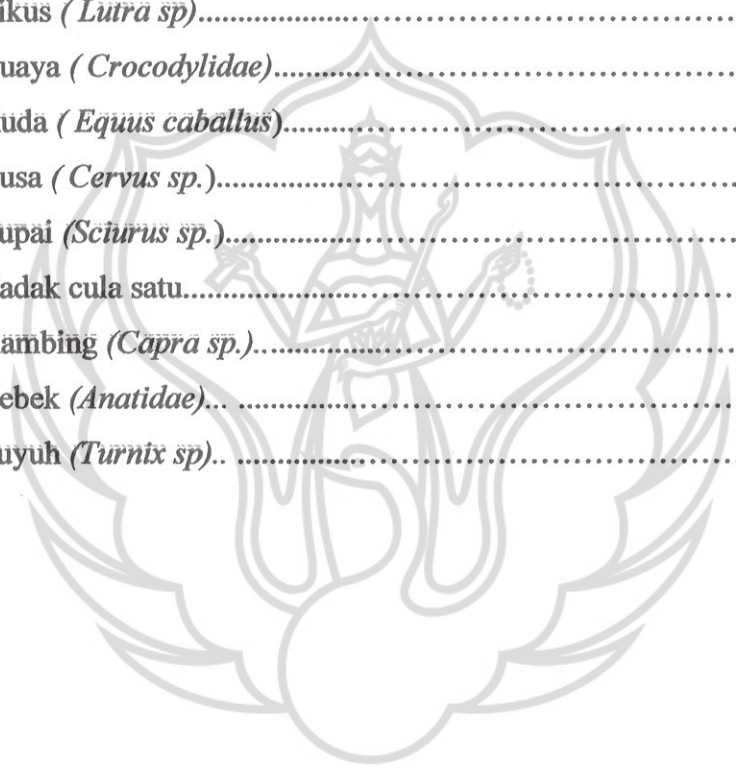 ikus ( Lutra sp)..............................................................
uaya ( Crocodylidae)..............................................................
uda ( Equus caballus)..............................................................
usa ( Cervus sp.)..............................................................
upai (Sciurus sp.)..............................................................
adak cula satu..............................................................
ambing (Capra sp.)..............................................................
ebek (Anatidae)... ..............................................................
uyuh (Turnix sp).. ..............................................................